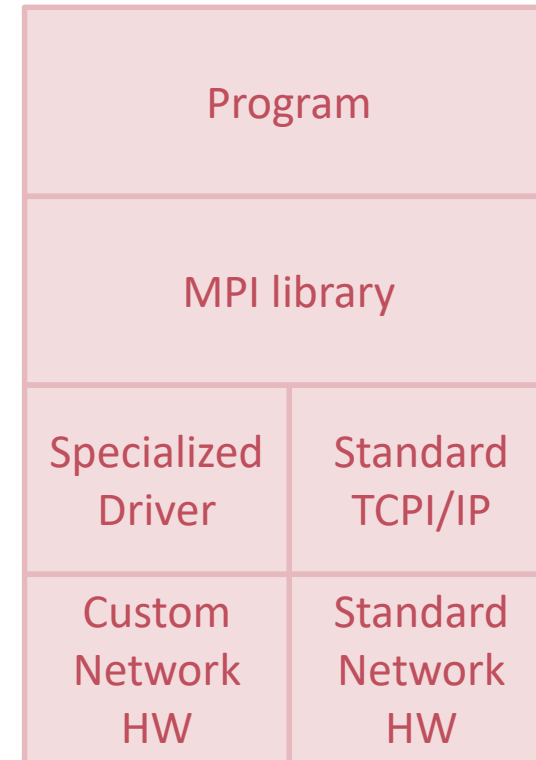 Program
MPI library
Specialized
Driver
Standard
TCPI/IP
Custom
Network
HW
Standard
Network
HW